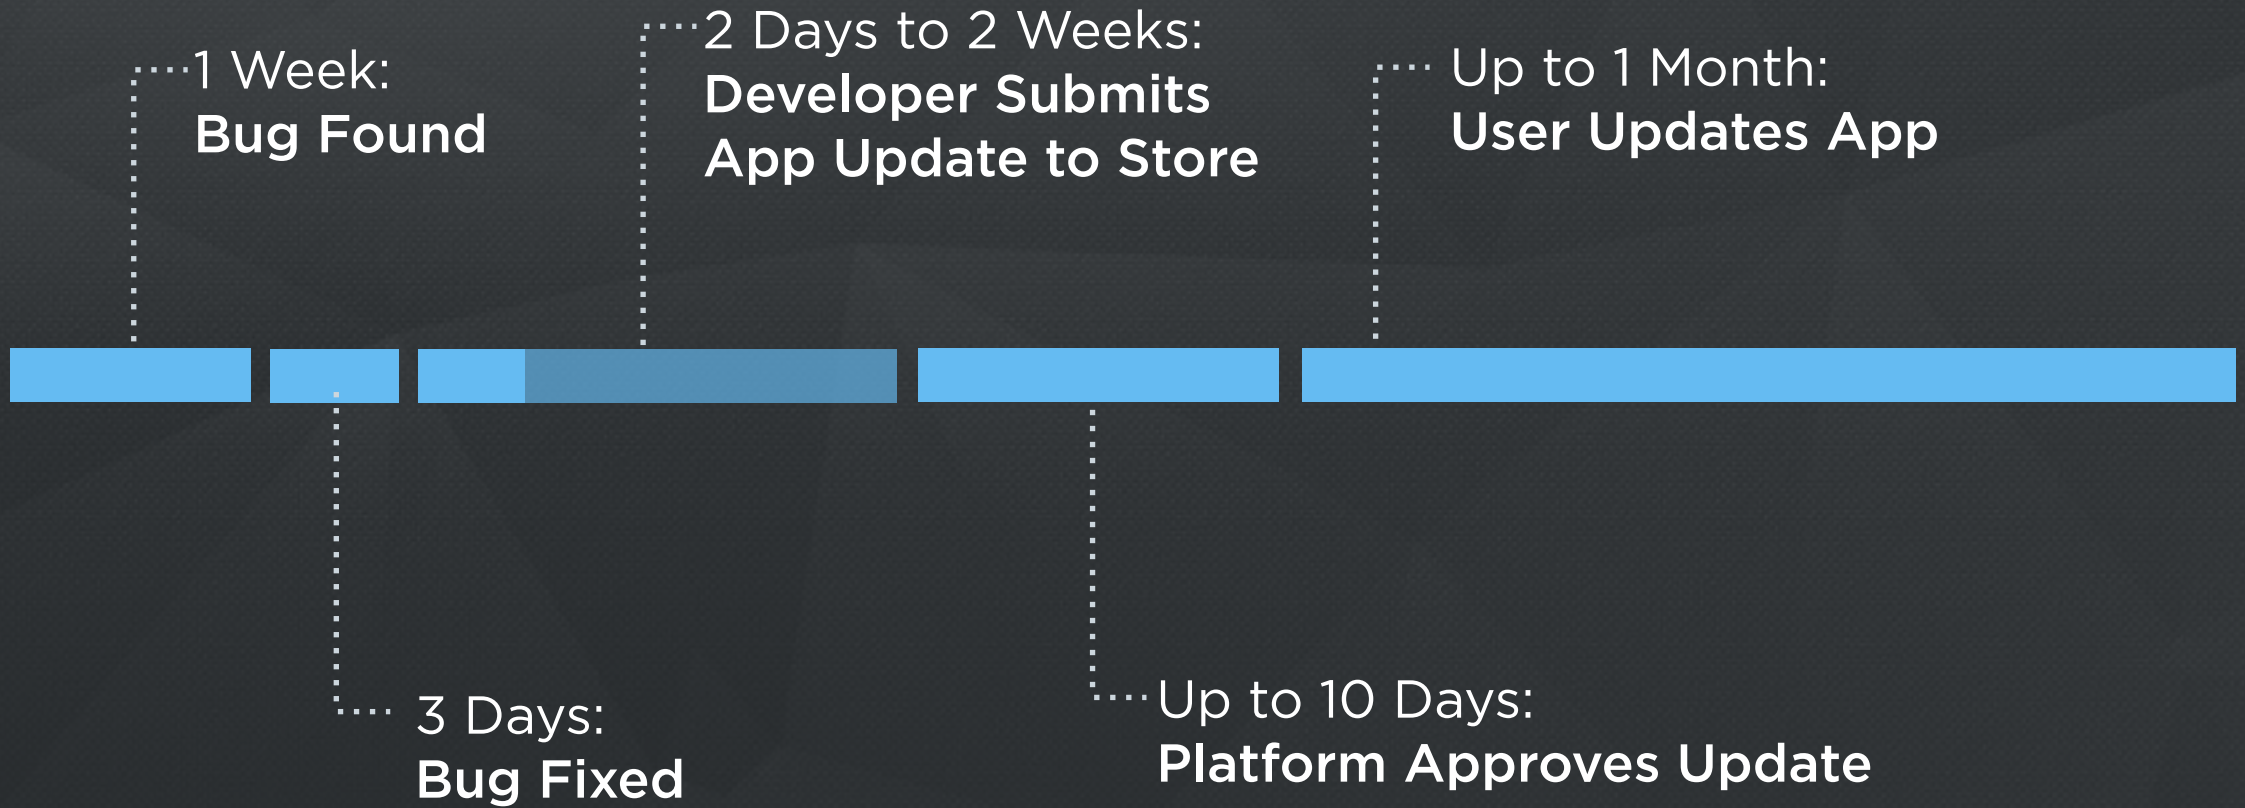 1 Week:
Bug Found
3 Days:
Bug Fixed
2 Days to 2 Weeks:
Developer Submits
App Update to Store
Up to 10 Days:
Platform Approves Update
Up to 1 Month:
User Updates App